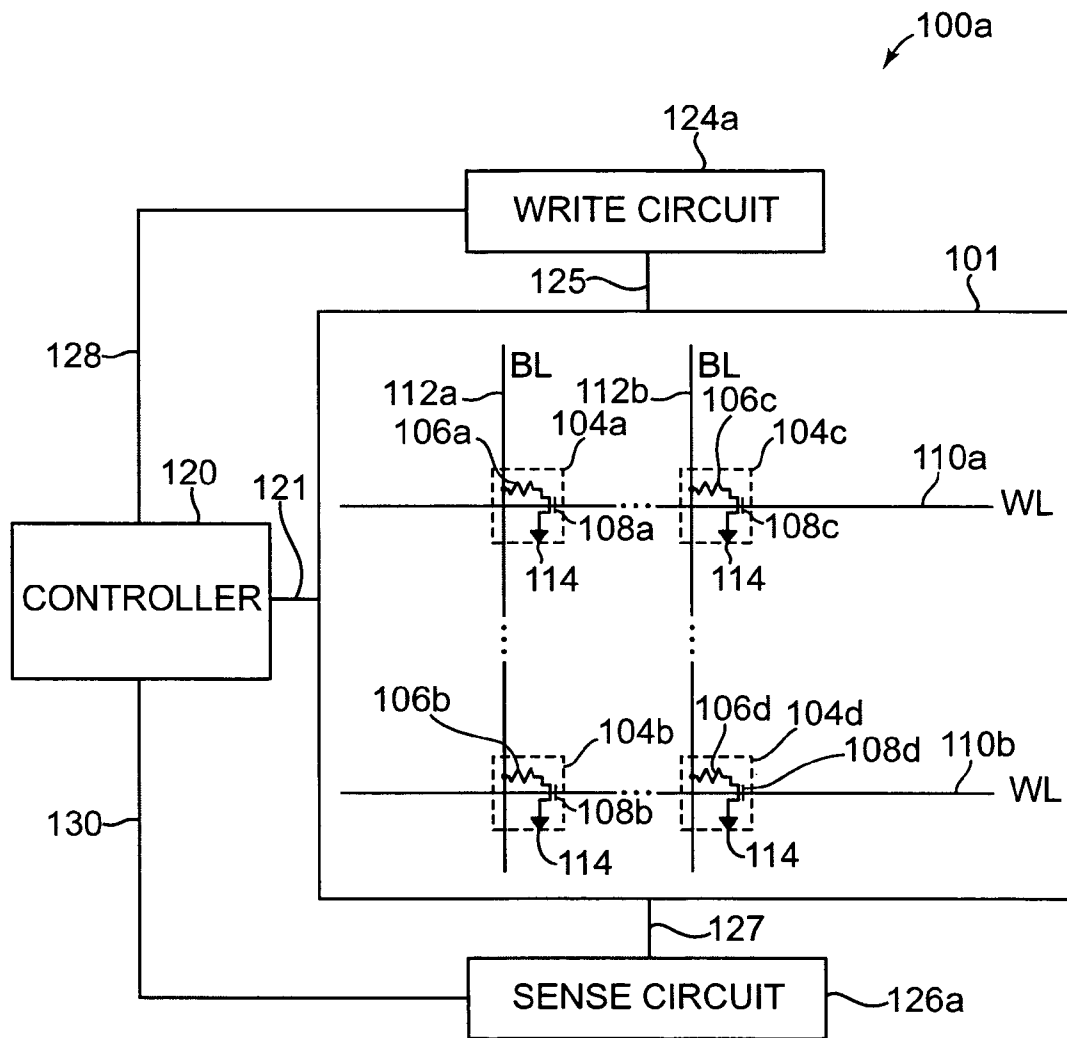 100a
124a
WRITE CIRCUIT
125
101
128
BL
BL
112a
112b
106c
106a
104a
104c
110a
120
121
WL
108a
108c
114
114
CONTROLLER
106b
106d
104d
104b
108d
110b
WL
108b
130
114
114
127
SENSE CIRCUIT
126a